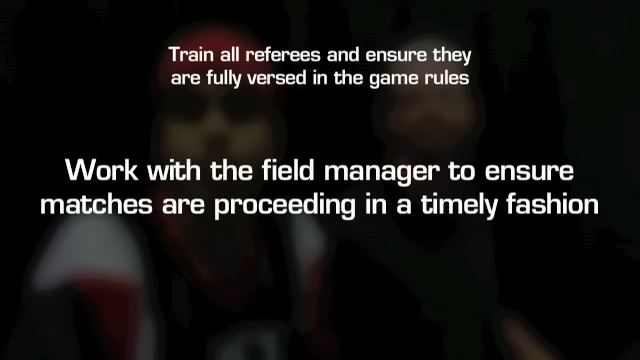 Train all referees and ensure they
are fully versed in the game rules
Work with the field manager to ensure
matches are proceeding in a timely fashion